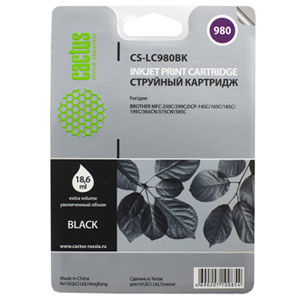 980
cactus
CS-LC980BK
INKJET PRINT CARTRIDGE
СТРУЙНЫЙ КАРТРИДЖ
For/для:
BROTHER MFC-250C/290C/DCP-145C/165C/185C/
195C/365CN/375CW/385C
18,6
ml
extra volume
увеличенный объем
BLACK
www.cactus-russia.ru
Made in China
Сделано в Китае